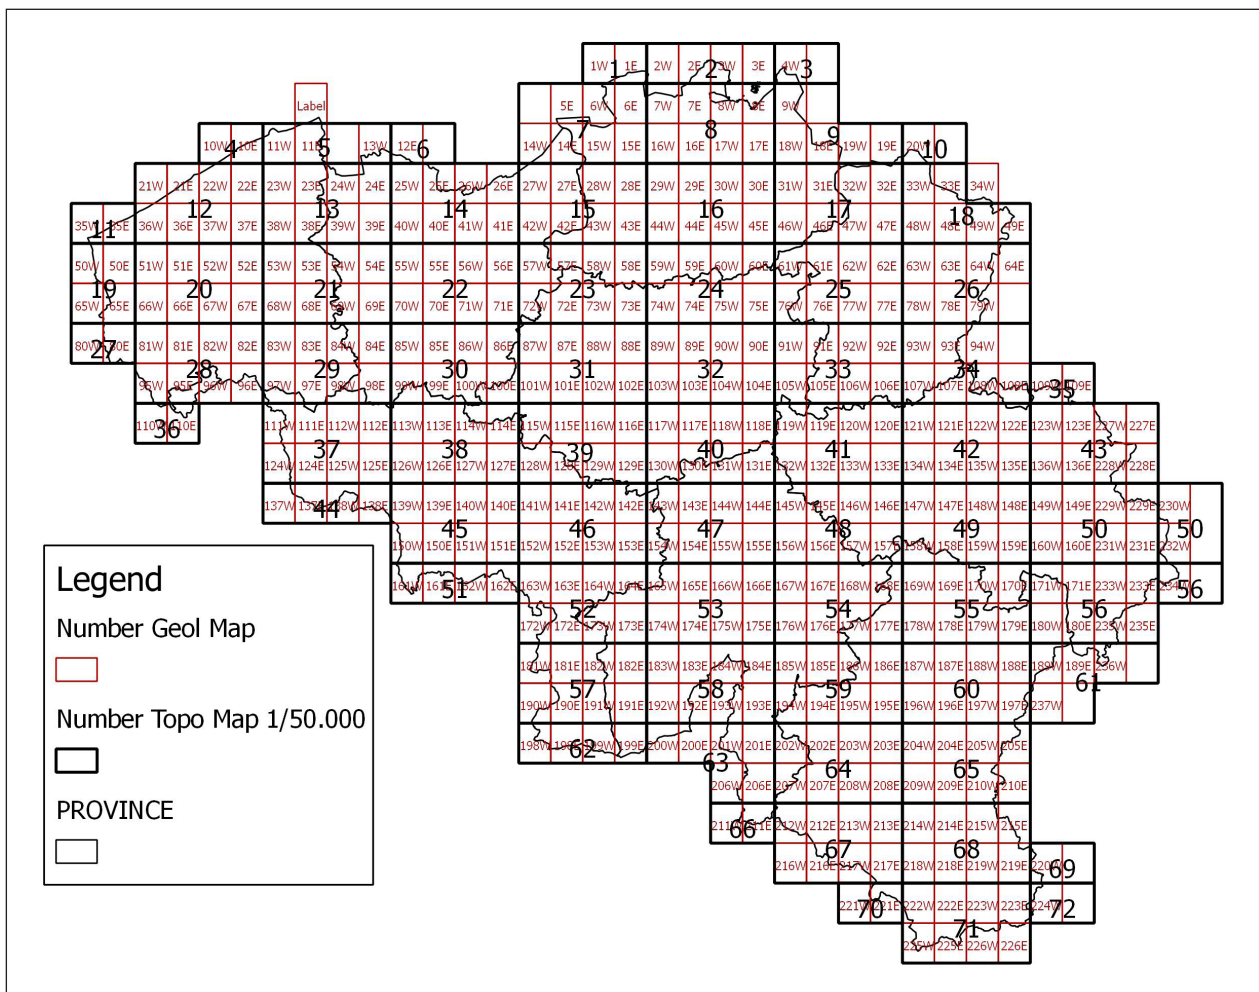 1W 1E 2W 2E 3W 3E 4W
1 2 3
Label 5E 6W 6E 7W 7E 8W 8E 9W
7 8 9
10W 10E 11W 11E 13W 12E 14W 14E 15W 15E 16W 16E 17W 17E 18W 18E 19W 19E 20W
4 5 6 10
21W 21E 22W 22E 23W 23E 24W 24E 25W 25E 26W 26E 27W 27E 28W 28E 29W 29E 30W 30E 31W 31E 32W 32E 33W 33E 34W
12 13 14 15 16 17 18
35W 35E 36W 36E 37W 37E 38W 38E 39W 39E 40W 40E 41W 41E 42W 42E 43W 43E 44W 44E 45W 45E 46W 46E 47W 47E 48W 48E 49W 49E
11
50W 50E 51W 51E 52W 52E 53W 53E 54W 54E 55W 55E 56W 56E 57W 57E 58W 58E 59W 59E 60W 60E 61W 61E 62W 62E 63W 63E 64W 64E
19 20 21 22 23 24 25 26
65W 65E 66W 66E 67W 67E 68W 68E 69W 69E 70W 70E 71W 71E 72W 72E 73W 73E 74W 74E 75W 75E 76W 76E 77W 77E 78W 78E 79W
80W 80E 81W 81E 82W 82E 83W 83E 84W 84E 85W 85E 86W 86E 87W 87E 88W 88E 89W 89E 90W 90E 91W 91E 92W 92E 93W 93E 94W
27 28 29 30 31 32 33 34
95W 95E 96W 96E 97W 97E 98W 98E 99W 99E 100W 100E 101W 101E 102W 102E 103W 103E 104W 104E 105W 105E 106W 106E 107W 107E 108W 108E 109W 109E
35
110W 110E 111W 111E 112W 112E 113W 113E 114W 114E 115W 115E 116W 116E 117W 117E 118W 118E 119W 119E 120W 120E 121W 121E 122W 122E 123W 123E 227W 227E
36 37 38 39 40 41 42 43
124W 124E 125W 125E 126W 126E 127W 127E 128W 128E 129W 129E 130W 130E 131W 131E 132W 132E 133W 133E 134W 134E 135W 135E 136W 136E 228W 228E
137W 137E 138W 138E 139W 139E 140W 140E 141W 141E 142W 142E 143W 143E 144W 144E 145W 145E 146W 146E 147W 147E 148W 148E 149W 149E 229W 229E 230W
44 45 46 47 48 49 50 50
150W 150E 151W 151E 152W 152E 153W 153E 154W 154E 155W 155E 156W 156E 157W 157E 158W 158E 159W 159E 160W 160E 231W 231E 232W
161W 161E 162W 162E 163W 163E 164W 164E 165W 165E 166W 166E 167W 167E 168W 168E 169W 169E 170W 170E 171W 171E 233W 233E 234W
51 52 53 54 55 56 56
172W 172E 173W 173E 174W 174E 175W 175E 176W 176E 177W 177E 178W 178E 179W 179E 180W 180E 235W 235E
181W 181E 182W 182E 183W 183E 184W 184E 185W 185E 186W 186E 187W 187E 188W 188E 189W 189E 236W
57 58 59 60 61
190W 190E 191W 191E 192W 192E 193W 193E 194W 194E 195W 195E 196W 196E 197W 197E 237W
198W 198E 199W 199E 200W 200E 201W 201E 202W 202E 203W 203E 204W 204E 205W 205E
62 63 64 65
206W 206E 207W 207E 208W 208E 209W 209E 210W 210E
211W 211E 212W 212E 213W 213E 214W 214E 215W 215E
66 67 68
216W 216E 217W 217E 218W 218E 219W 219E 220W
69
221W 221E 222W 222E 223W 223E 224W
70 71 72
225W 225E 226W 226E
Legend
Number Geol Map
Number Topo Map 1/50.000
PROVINCE